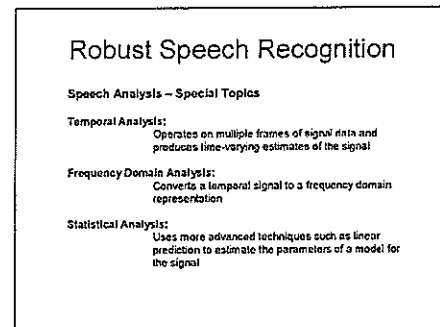 Robust Speech Recognition
Speech Analysis – Special Topics
Temporal Analysis:
Operates on multiple frames of signal data and
produces time-varying estimates of the signal
Frequency Domain Analysis:
Converts a temporal signal to a frequency domain
representation
Statistical Analysis:
Uses more advanced techniques such as linear
prediction to estimate the parameters of a model for
the signal